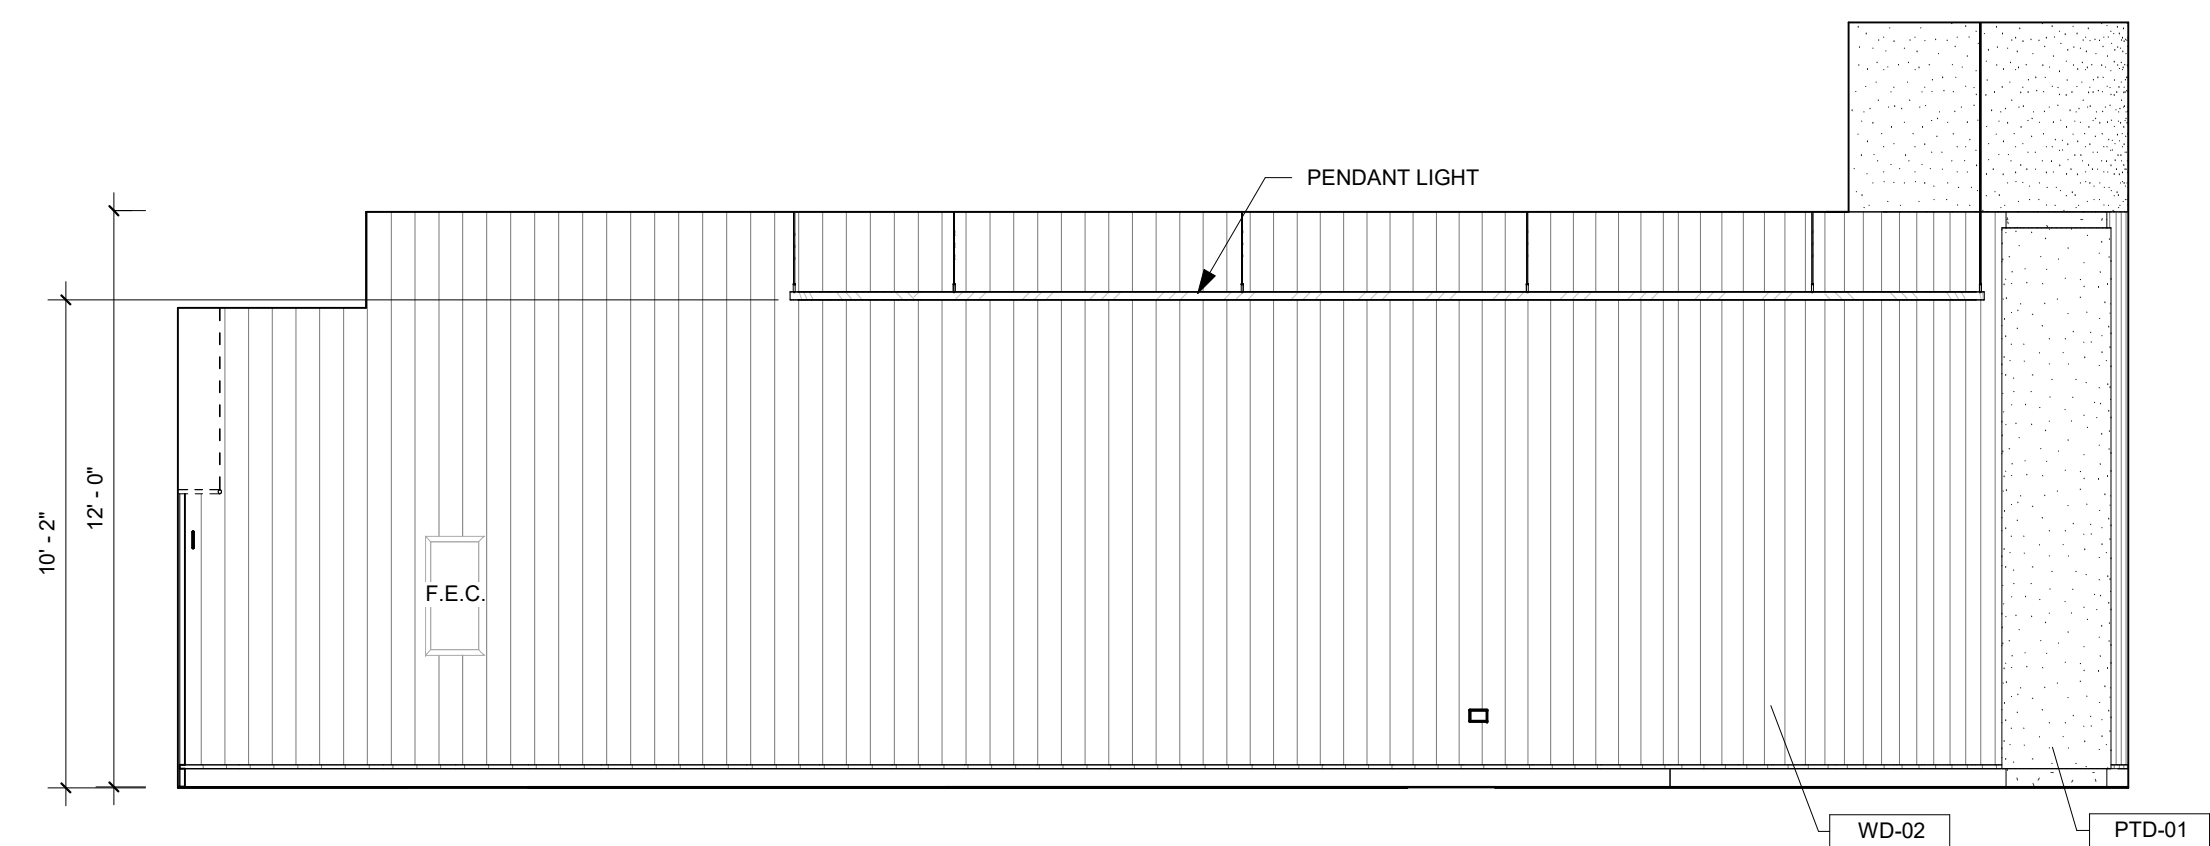 PENDANT LIGHT
12' - 0"
10' - 2"
F.E.C.
WD-02
PTD-01